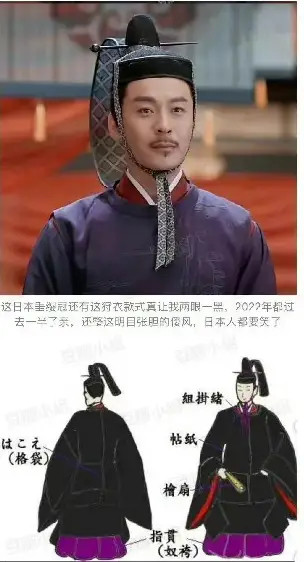 这日本垂缨冠还有这狩衣款式真让我两眼一黑，2022年都过
去一半了亲，还整这明目张胆的倭风，日本人都要笑了
組掛緒
はこえ
(格袋)
帖紙
檜扇
指貫
(奴袴)